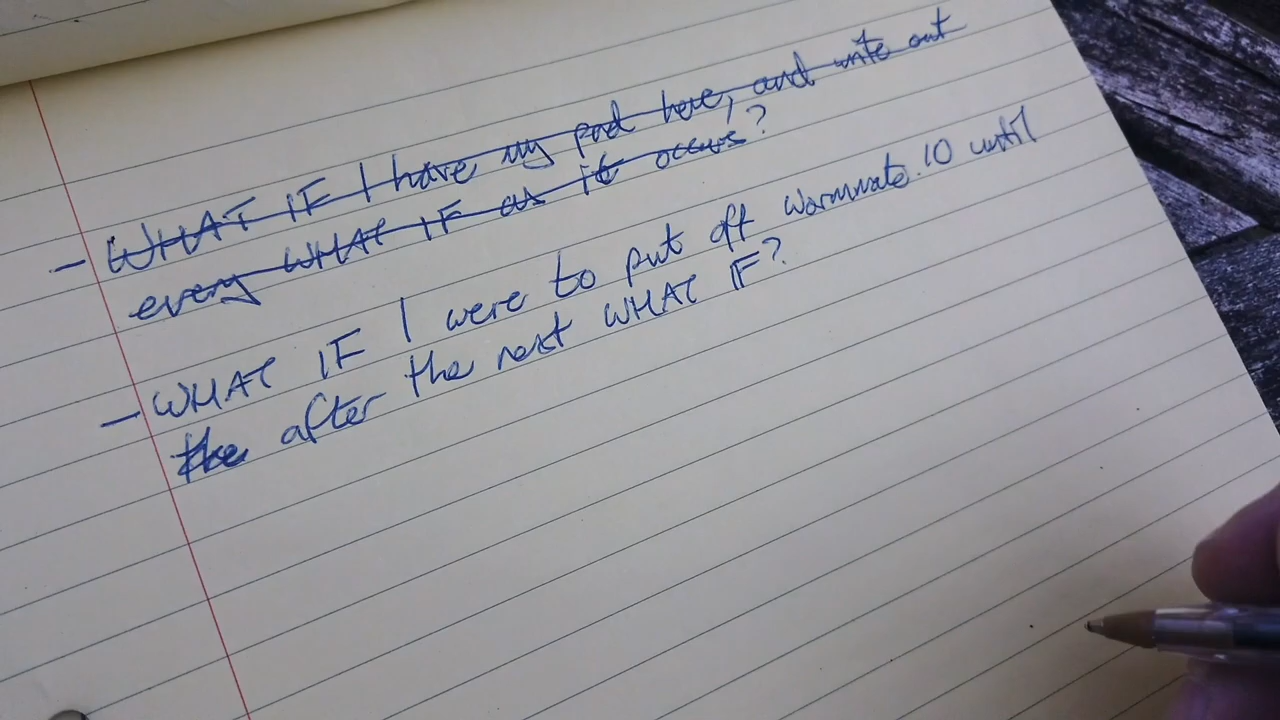 - WHAT IF I have my pad here, and write out
every WHAT IF as it occurs?
- WHAT IF I were to put off warmmate.10 until
the after the next WHAT IF?